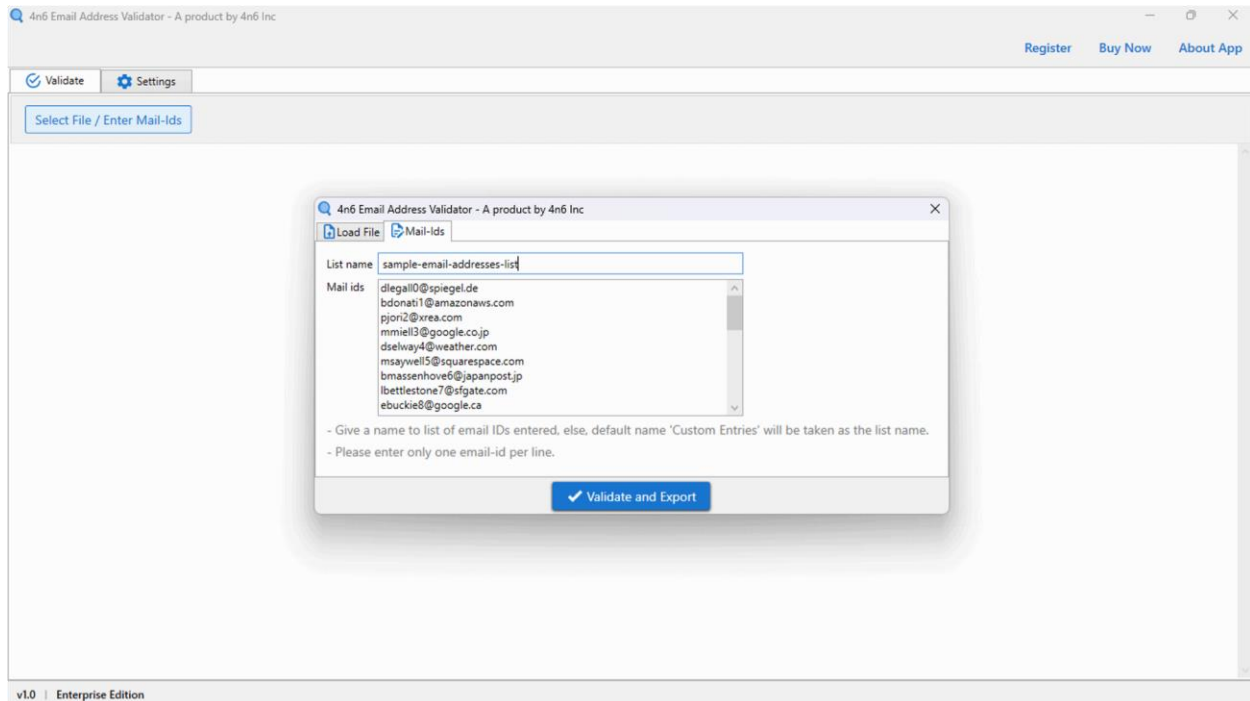 4n6 Email Address Validator - A product by 4n6 Inc
Register Buy Now About App
Validate Settings
Select File / Enter Mail-Ids
4n6 Email Address Validator - A product by 4n6 Inc
Load File Mail-Ids
List name sample-email-addresses-list
Mail ids dlegall0@spiegel.de
bdonati1@amazonaws.com
pjori2@xrea.com
mmiell3@google.co.jp
dselway4@weather.com
msaywell5@squarespace.com
bmassenhove6@japanpost.jp
lbettlestone7@sfgate.com
ebuckie8@google.ca
- Give a name to list of email IDs entered, else, default name 'Custom Entries' will be taken as the list name.
- Please enter only one email-id per line.
Validate and Export
v1.0 | Enterprise Edition